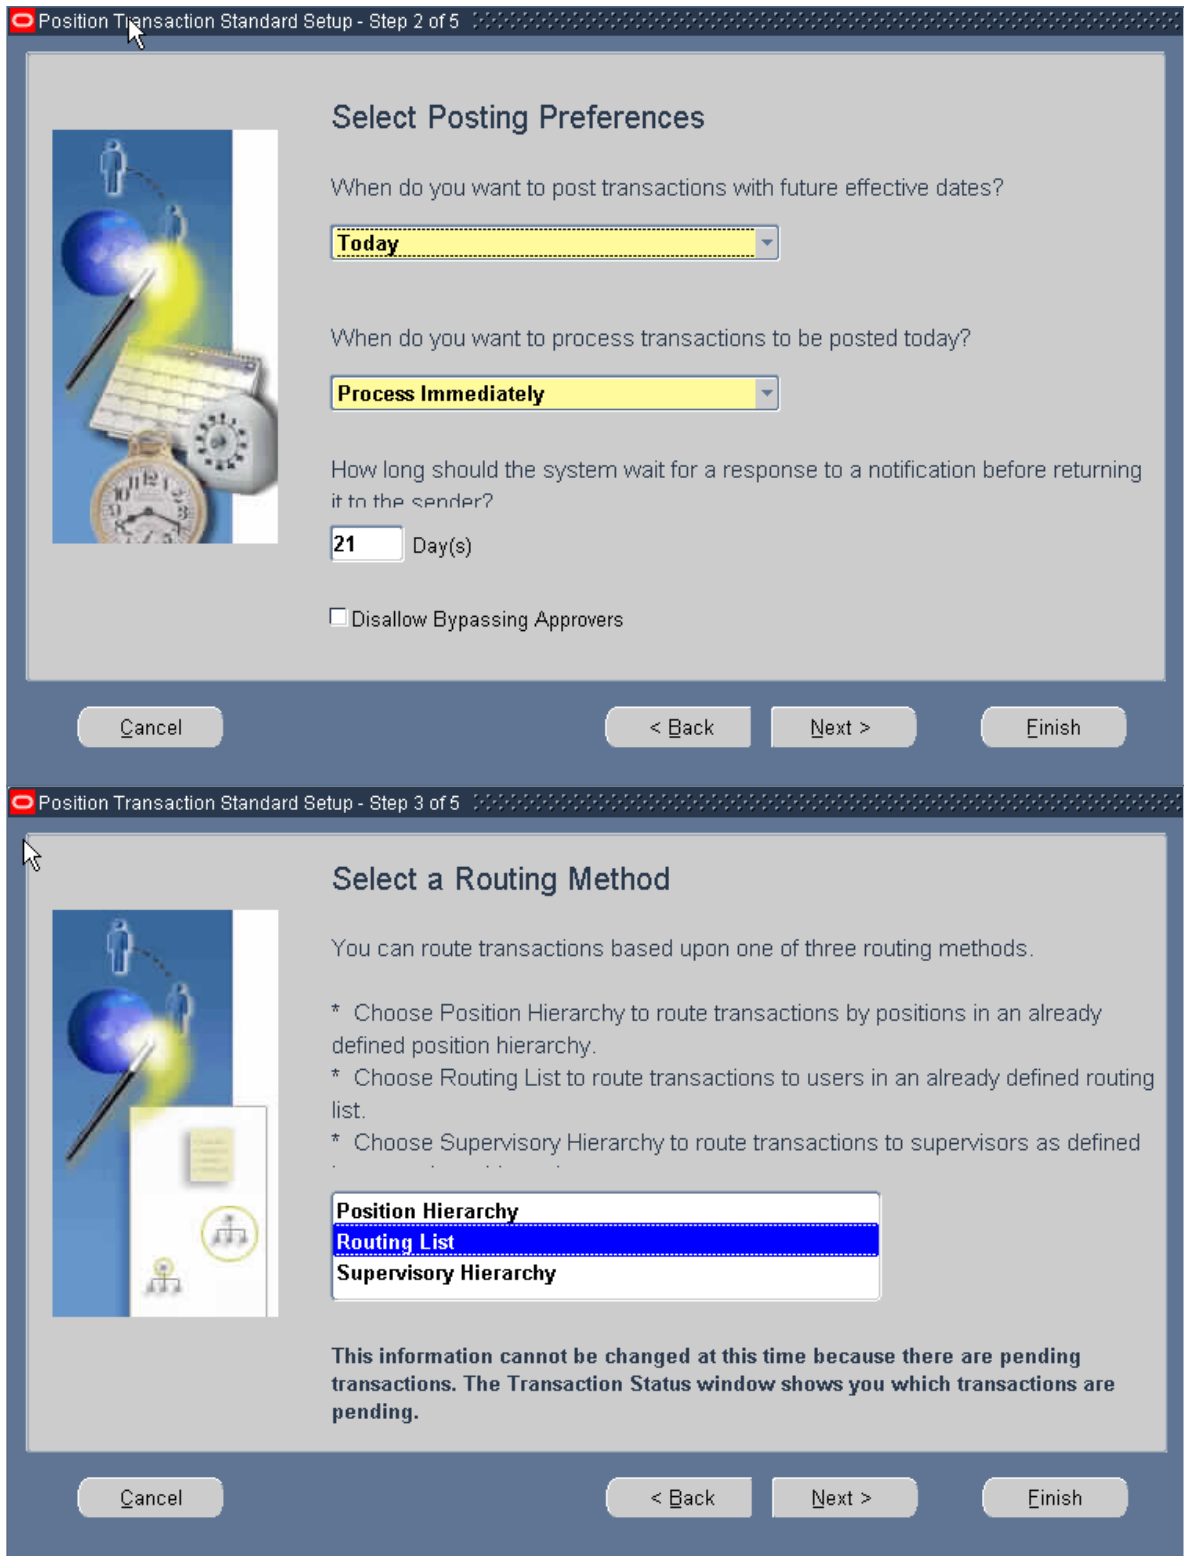 Position Transaction Standard Setup - Step 2 of 5
Select Posting Preferences
When do you want to post transactions with future effective dates?
Today
When do you want to process transactions to be posted today?
Process Immediately
How long should the system wait for a response to a notification before returning
it to the sender?
21 Day(s)
Disallow Bypassing Approvers
Cancel < Back Next > Finish
Position Transaction Standard Setup - Step 3 of 5
Select a Routing Method
You can route transactions based upon one of three routing methods.
* Choose Position Hierarchy to route transactions by positions in an already
defined position hierarchy.
* Choose Routing List to route transactions to users in an already defined routing
list.
* Choose Supervisory Hierarchy to route transactions to supervisors as defined
Position Hierarchy
Routing List
Supervisory Hierarchy
This information cannot be changed at this time because there are pending
transactions. The Transaction Status window shows you which transactions are
pending.
Cancel < Back Next > Finish